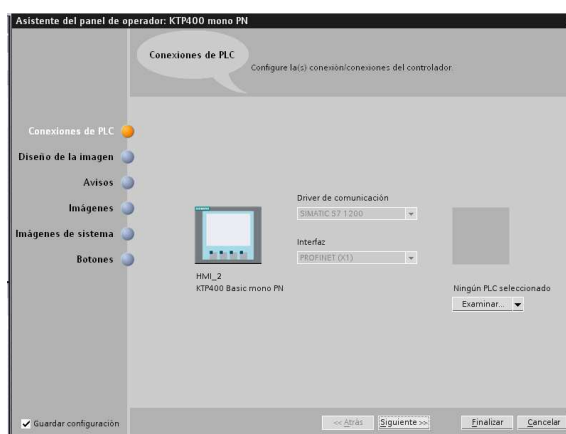 Asistente del panel de operador: KTP400 mono PN
Conexiones de PLC
Configure la(s) conexión/conexiones del controlador.
Conexiones de PLC
Diseño de la imagen
Avisos
Imágenes
Imágenes de sistema
Botones
Driver de comunicación
SIMATIC S7 1200
Interfaz
PROFINET (X1)
HMI_2
KTP400 Basic mono PN
Ningún PLC seleccionado
Examinar...
Guardar configuración
<< Atrás
Siguiente >>
Finalizar
Cancelar